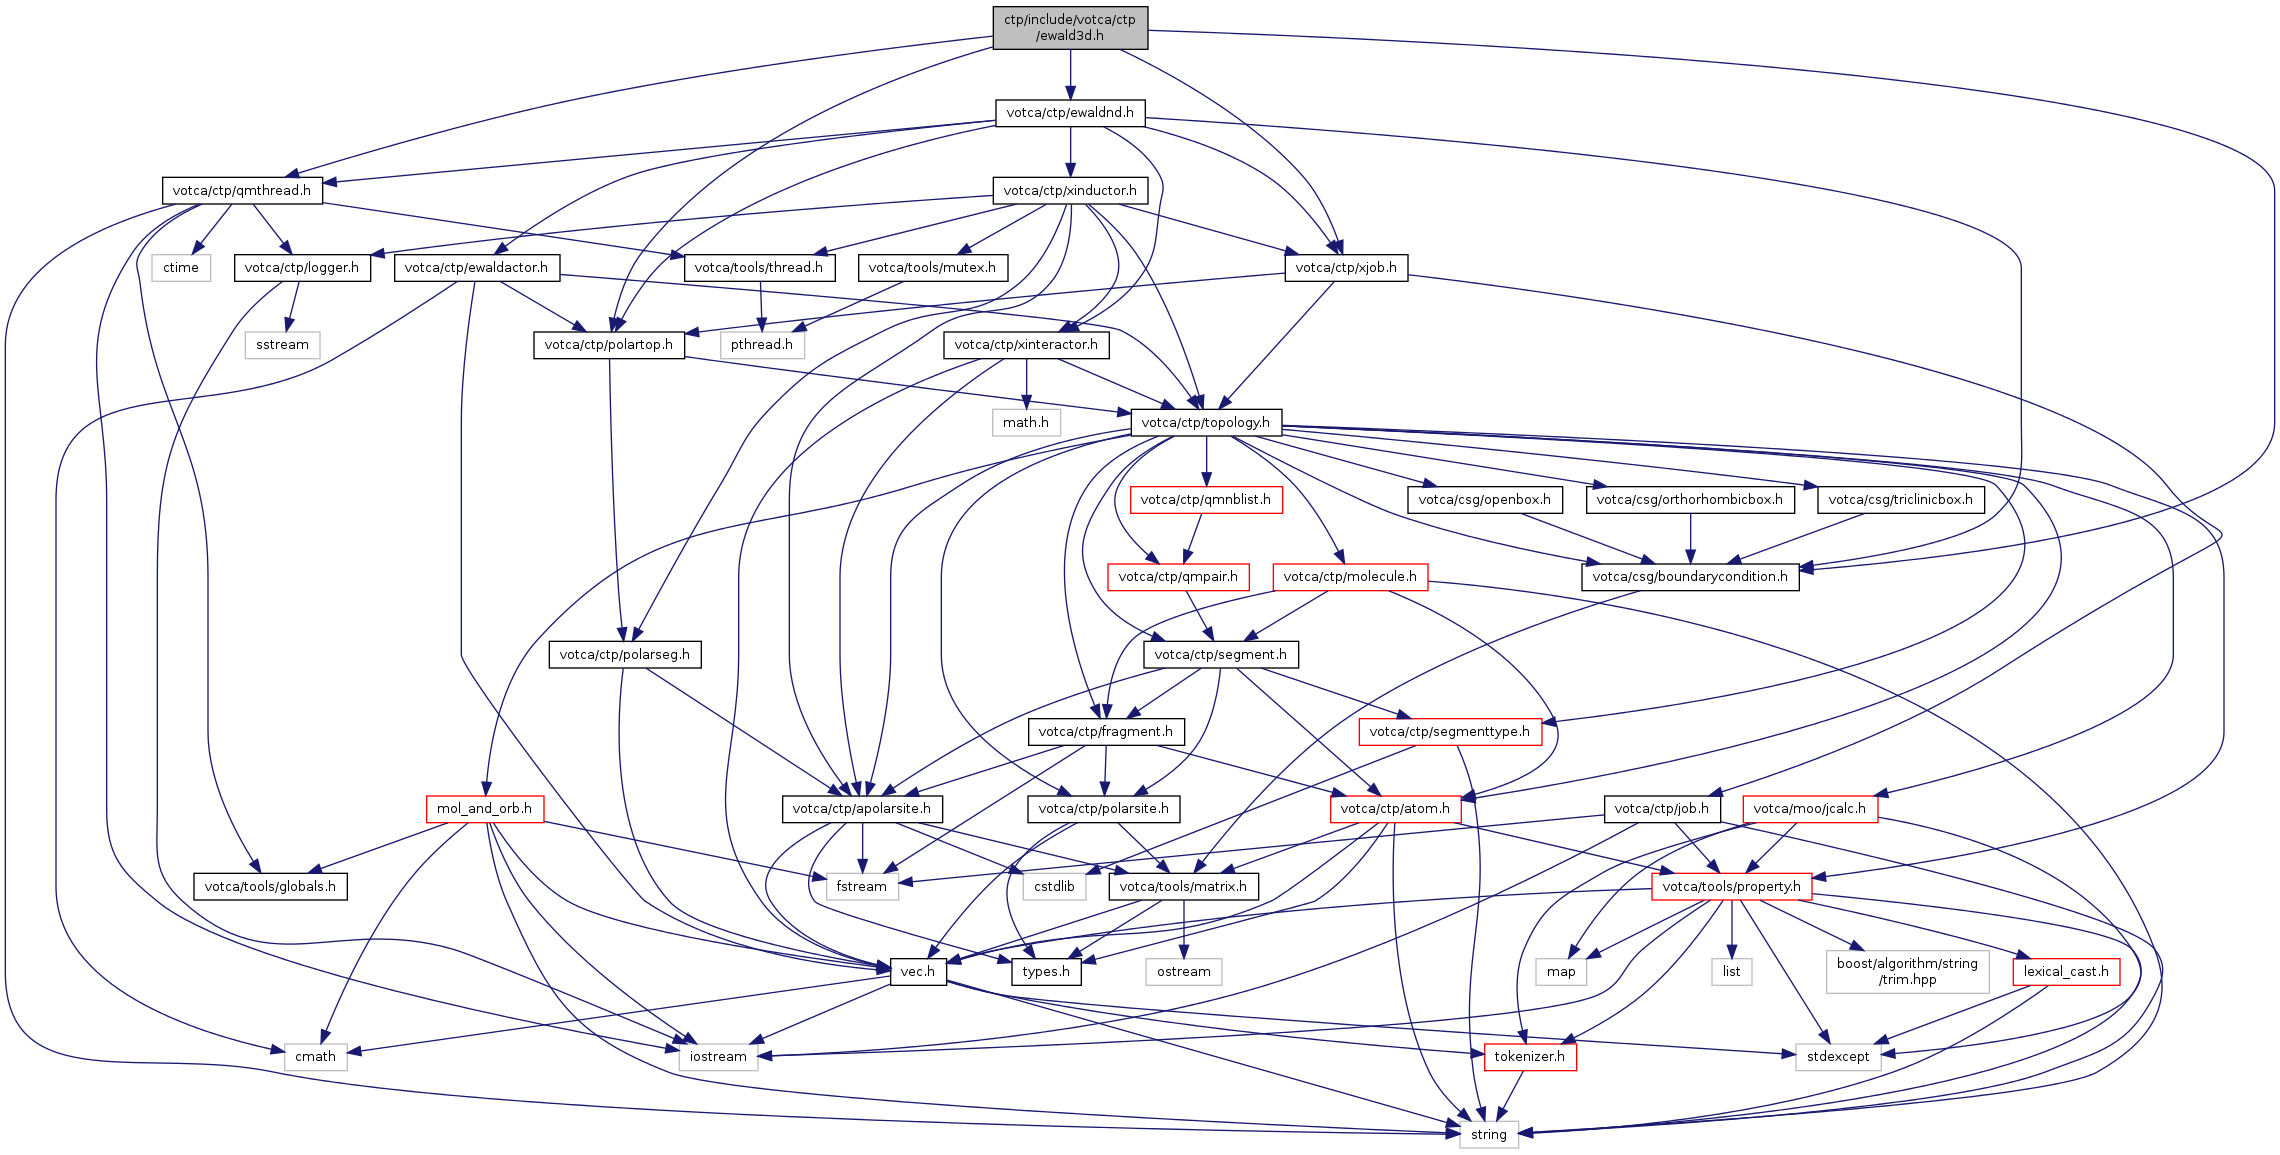 ctp/include/votca/ctp
/ewald3d.h
votca/ctp/ewaldnd.h
votca/ctp/qmthread.h
votca/ctp/xinductor.h
ctime
votca/ctp/logger.h
votca/ctp/ewaldactor.h
votca/tools/thread.h
votca/tools/mutex.h
votca/ctp/xjob.h
sstream
votca/ctp/polartop.h
pthread.h
votca/ctp/xinteractor.h
math.h
votca/ctp/topology.h
votca/ctp/qmnblist.h
votca/csg/openbox.h
votca/csg/orthorhombicbox.h
votca/csg/triclinicbox.h
votca/ctp/qmpair.h
votca/ctp/molecule.h
votca/csg/boundarycondition.h
votca/ctp/polarseg.h
votca/ctp/segment.h
votca/ctp/fragment.h
votca/ctp/segmenttype.h
mol_and_orb.h
votca/ctp/apolarsite.h
votca/ctp/polarsite.h
votca/ctp/atom.h
votca/ctp/job.h
votca/moo/jcalc.h
votca/tools/globals.h
fstream
cstdlib
votca/tools/matrix.h
votca/tools/property.h
vec.h
types.h
ostream
map
list
boost/algorithm/string
/trim.hpp
lexical_cast.h
cmath
iostream
tokenizer.h
stdexcept
string